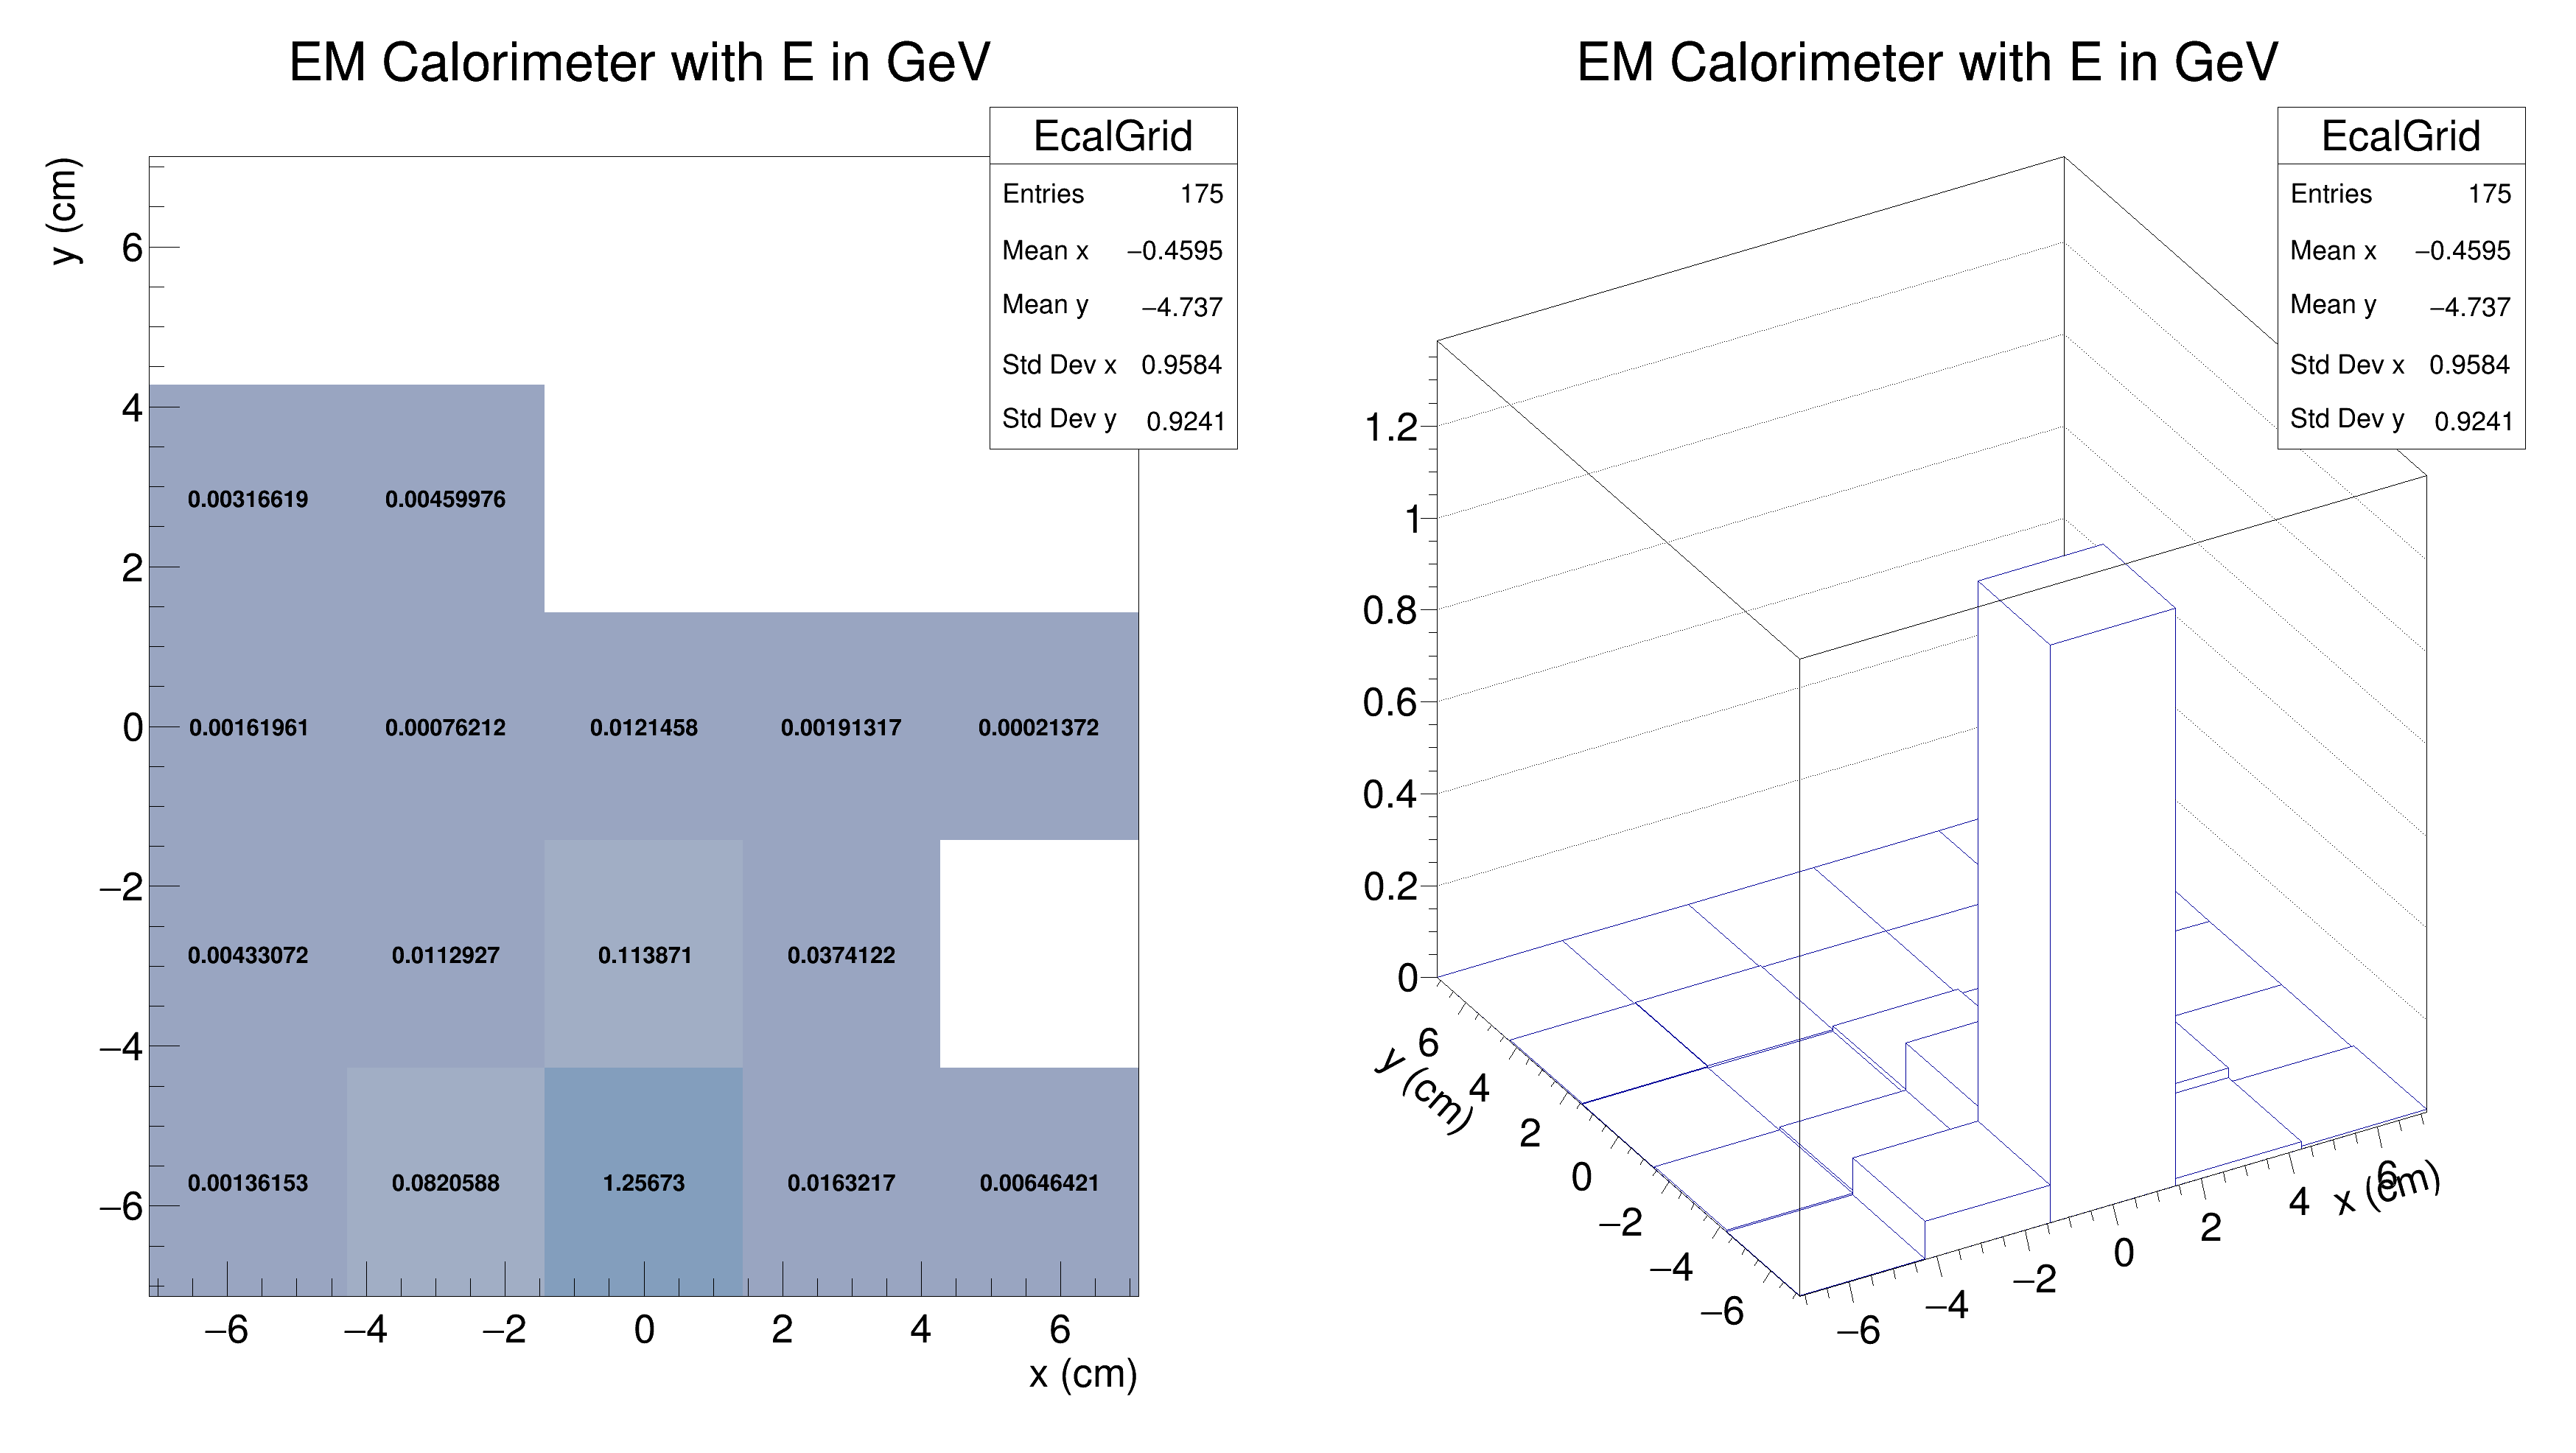 EM Calorimeter with E in GeV
EcalGrid
Entries 175
Mean x −0.4595
Mean y −4.737
Std Dev x 0.9584
Std Dev y 0.9241
y (cm)
6
4
2
0
−2
−4
−6
0.00316619 0.00459976
0.00161961 0.00076212 0.0121458 0.00191317 0.00021372
0.00433072 0.0112927 0.113871 0.0374122
0.00136153 0.0820588 1.25673 0.0163217 0.00646421
−6 −4 −2 0 2 4 6
x (cm)
EM Calorimeter with E in GeV
EcalGrid
Entries 175
Mean x −0.4595
Mean y −4.737
Std Dev x 0.9584
Std Dev y 0.9241
1.2
1
0.8
0.6
0.4
0.2
0
y (cm)
6
4
2
0
−2
−4
−6
−6 −4 −2 0 2 4 6
x (cm)